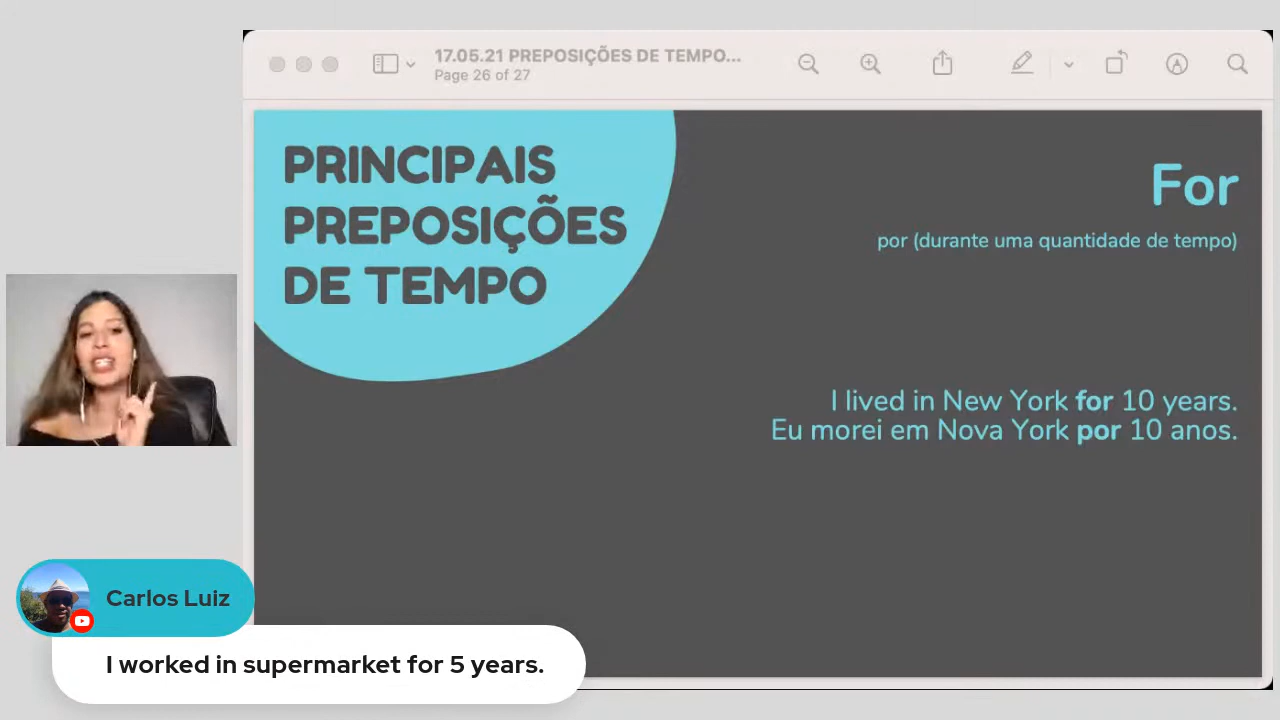 17.05.21 PREPOSIÇÕES DE TEMPO...
Page 26 of 27
PRINCIPAIS
PREPOSIÇÕES
DE TEMPO
For
por (durante uma quantidade de tempo)
I lived in New York for 10 years.
Eu morei em Nova York por 10 anos.
Carlos Luiz
I worked in supermarket for 5 years.